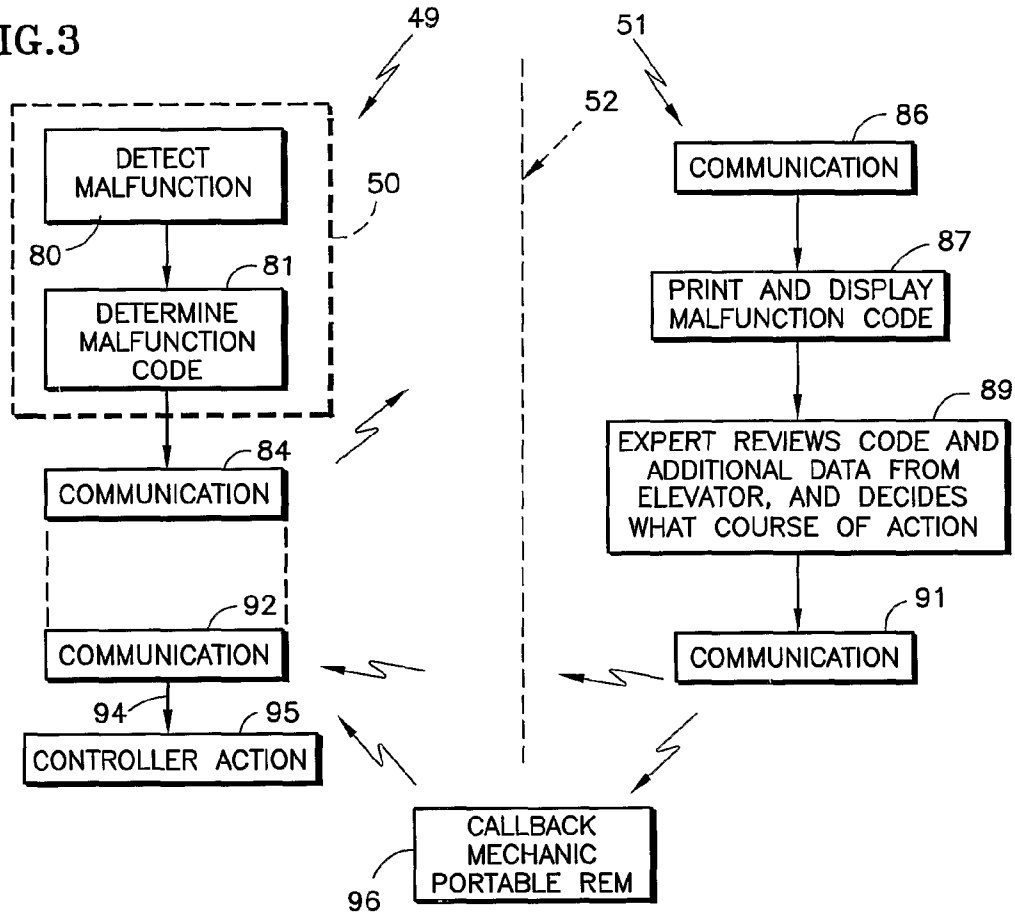 IG.3
49
51
52
86
DETECT
MALFUNCTION
COMMUNICATION
50
80
87
81
DETERMINE
MALFUNCTION
CODE
PRINT AND DISPLAY
MALFUNCTION CODE
89
84
COMMUNICATION
EXPERT REVIEWS CODE AND
ADDITIONAL DATA FROM
ELEVATOR, AND DECIDES
WHAT COURSE OF ACTION
92
COMMUNICATION
91
COMMUNICATION
94
95
CONTROLLER ACTION
CALLBACK
MECHANIC
PORTABLE REM
96